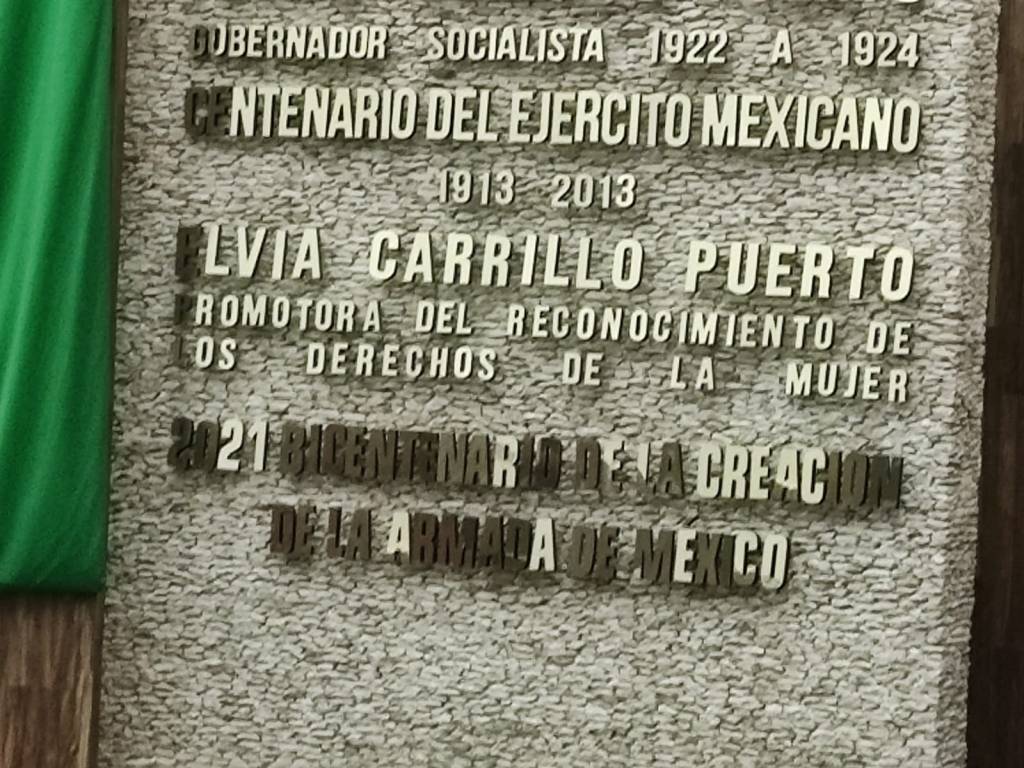 GOBERNADOR SOCIALISTA 1922 A 1924
CENTENARIO DEL EJERCITO MEXICANO
1913 2013
ELVIA CARRILLO PUERTO
PROMOTORA DEL RECONOCIMIENTO DE
LOS DERECHOS DE LA MUJER
2021 BICENTENARIO DE LA CREACIÓN
DE LA ARMADA DE MÉXICO